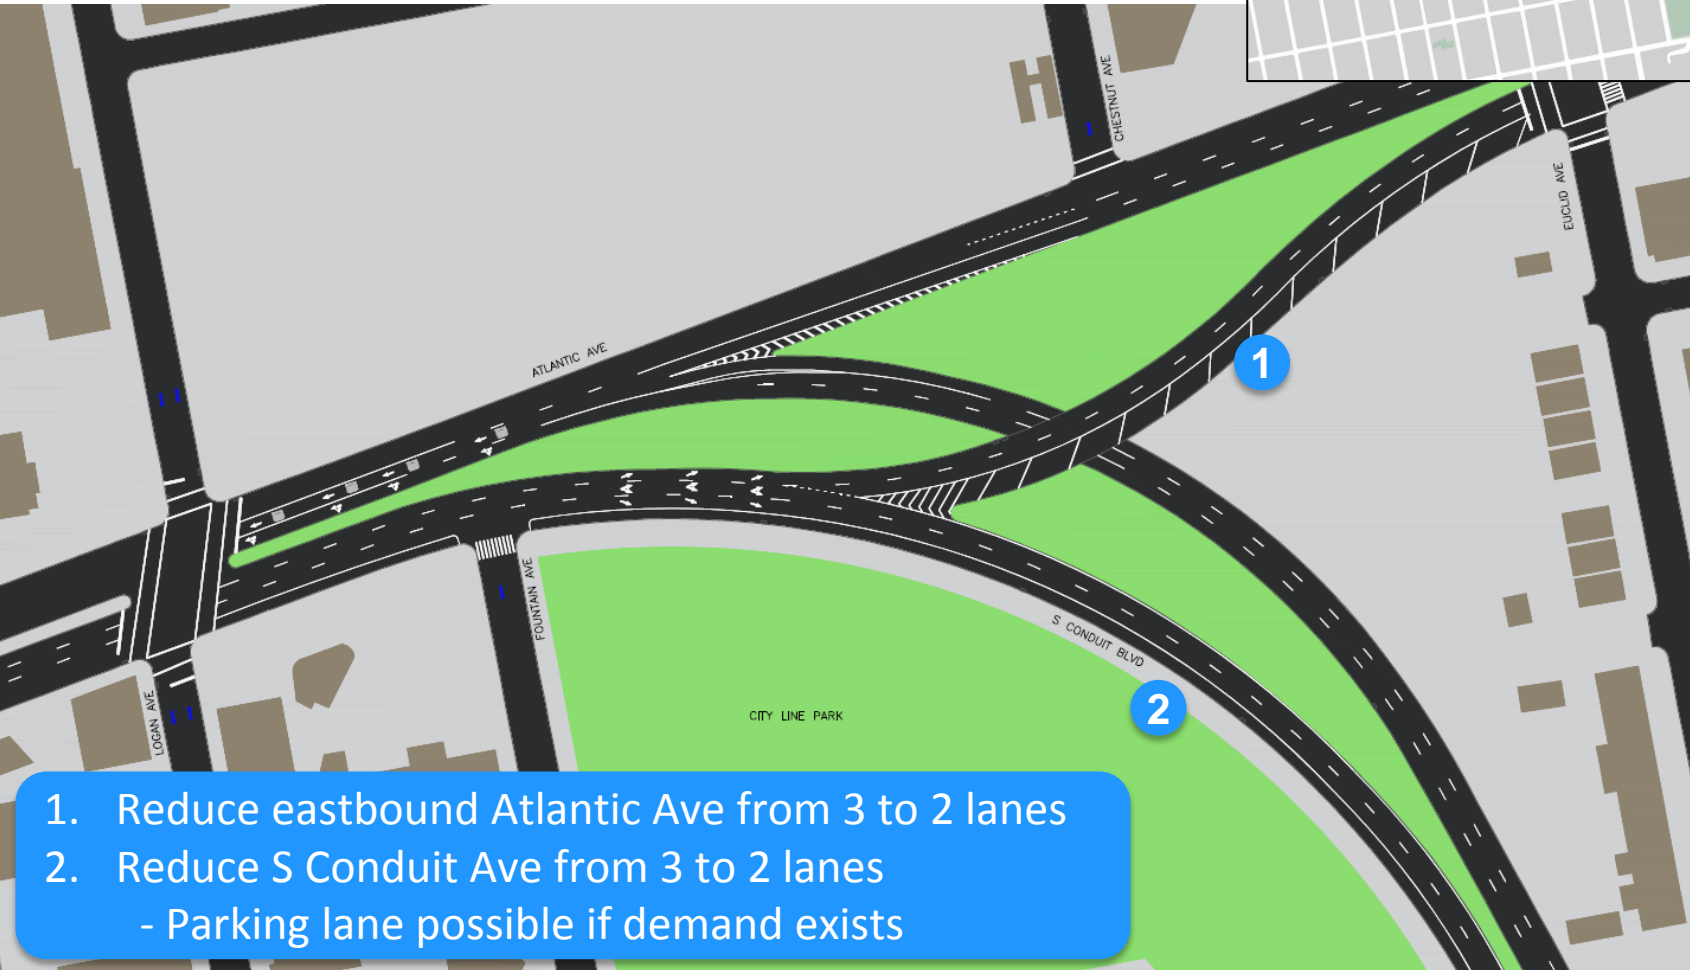 CHESTNUT AVE
EUCLID AVE
ATLANTIC AVE
1
FOUNTAIN AVE
S CONDUIT BLVD
2
CITY LINE PARK
LOGAN AVE
1. Reduce eastbound Atlantic Ave from 3 to 2 lanes
2. Reduce S Conduit Ave from 3 to 2 lanes
- Parking lane possible if demand exists